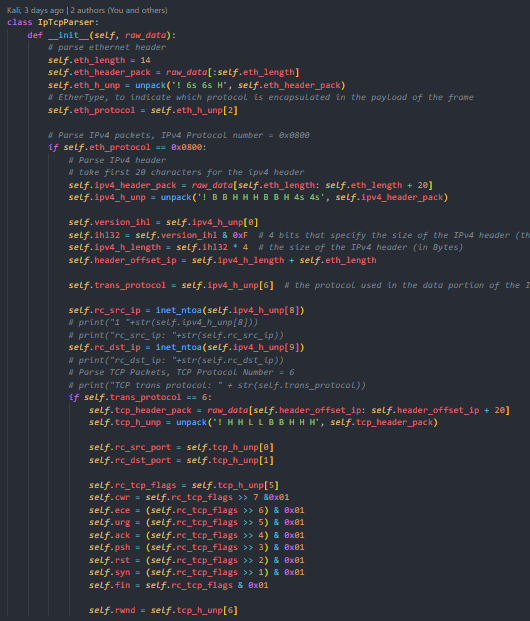 Kali, 3 days ago | 2 authors (You and others)
class IpTcpParser:
    def __init__(self, raw_data):
        # parse ethernet header
        self.eth_length = 14
        self.eth_header_pack = raw_data[:self.eth_length]
        self.eth_h_unp = unpack('! 6s 6s H', self.eth_header_pack)
        # EtherType, to indicate which protocol is encapsulated in the payload of the frame
        self.eth_protocol = self.eth_h_unp[2]

        # Parse IPv4 packets, IPv4 Protocol number = 0x0800
        if self.eth_protocol == 0x0800:
            # Parse IPv4 header
            # take first 20 characters for the ipv4 header
            self.ipv4_header_pack = raw_data[self.eth_length: self.eth_length + 20]
            self.ipv4_h_unp = unpack('! B B H H H B B H 4s 4s', self.ipv4_header_pack)

            self.version_ihl = self.ipv4_h_unp[0]
            self.ihl32 = self.version_ihl & 0xF  # 4 bits that specify the size of the IPv4 header (th
            self.ipv4_h_length = self.ihl32 * 4  # the size of the IPv4 header (in Bytes)
            self.header_offset_ip = self.ipv4_h_length + self.eth_length

            self.trans_protocol = self.ipv4_h_unp[6]  # the protocol used in the data portion of the I

            self.rc_src_ip = inet_ntoa(self.ipv4_h_unp[8])
            # print("1 "+str(self.ipv4_h_unp[8]))
            # print("rc_src_ip: "+str(self.rc_src_ip))
            self.rc_dst_ip = inet_ntoa(self.ipv4_h_unp[9])
            # print("rc_dst_ip: "+str(self.rc_dst_ip))
            # Parse TCP Packets, TCP Protocol Number = 6
            # print("TCP trans protocol: " + str(self.trans_protocol))
            if self.trans_protocol == 6:
                self.tcp_header_pack = raw_data[self.header_offset_ip: self.header_offset_ip + 20]
                self.tcp_h_unp = unpack('! H H L L B B H H H', self.tcp_header_pack)

                self.rc_src_port = self.tcp_h_unp[0]
                self.rc_dst_port = self.tcp_h_unp[1]

                self.rc_tcp_flags = self.tcp_h_unp[5]
                self.cwr = self.rc_tcp_flags >> 7 &0x01
                self.ece = (self.rc_tcp_flags >> 6) & 0x01
                self.urg = (self.rc_tcp_flags >> 5) & 0x01
                self.ack = (self.rc_tcp_flags >> 4) & 0x01
                self.psh = (self.rc_tcp_flags >> 3) & 0x01
                self.rst = (self.rc_tcp_flags >> 2) & 0x01
                self.syn = (self.rc_tcp_flags >> 1) & 0x01
                self.fin = self.rc_tcp_flags & 0x01

                self.rwnd = self.tcp_h_unp[6]